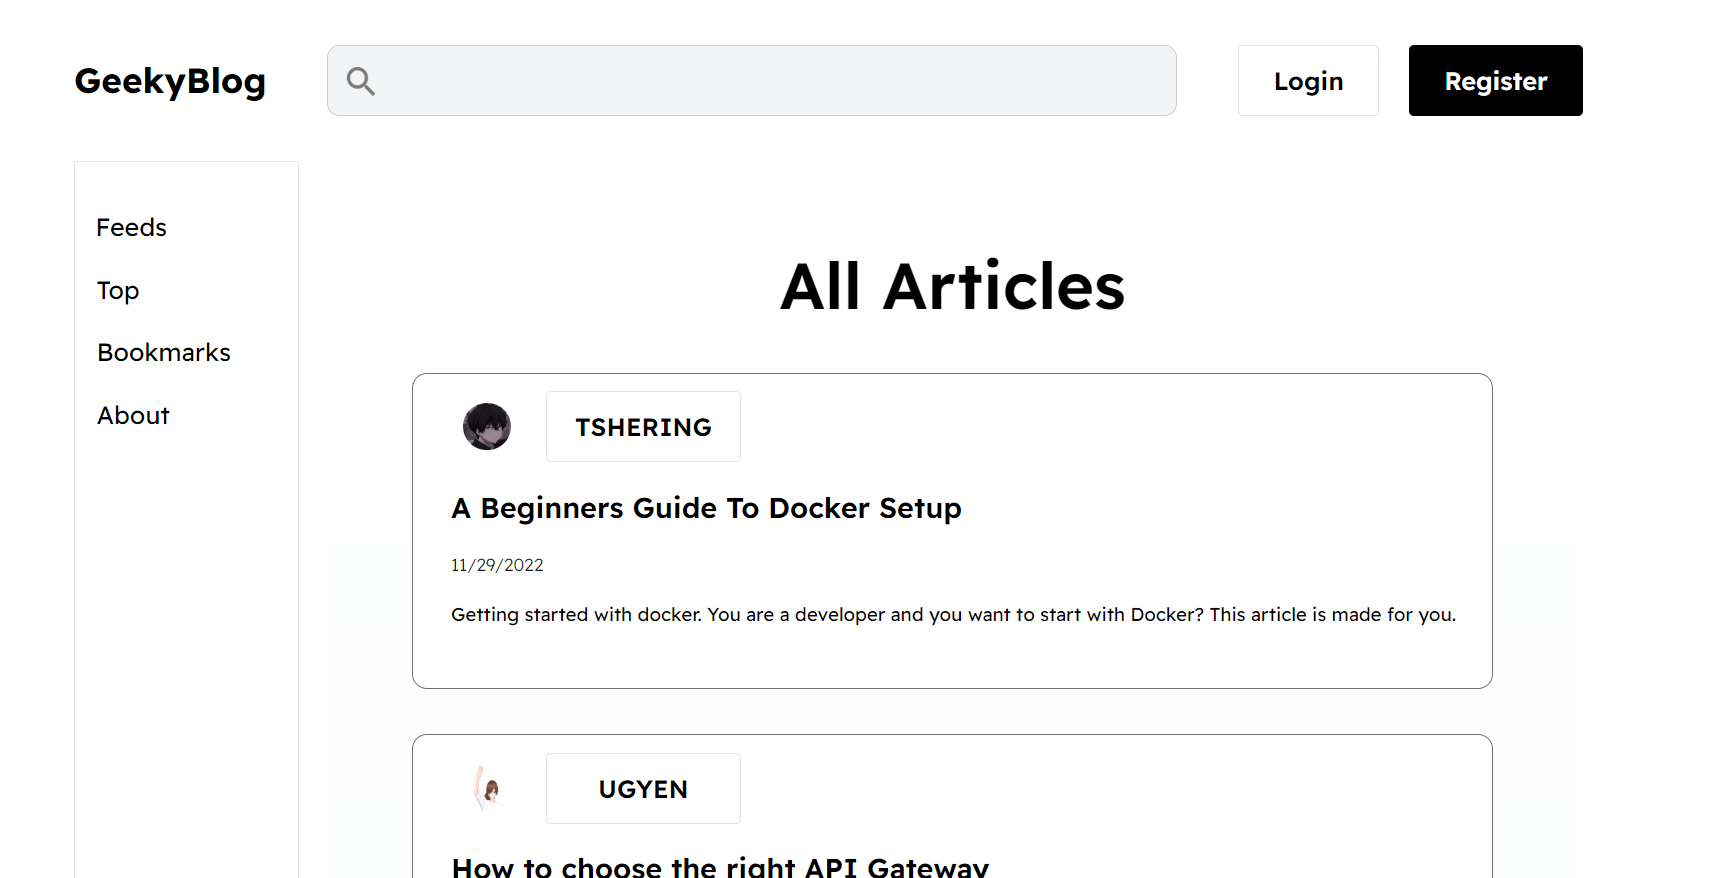 GeekyBlog
Login
Register
Feeds
Top
Bookmarks
About
All Articles
TSHERING
A Beginners Guide To Docker Setup
11/29/2022
Getting started with docker. You are a developer and you want to start with Docker? This article is made for you.
UGYEN
How to choose the right API Gateway